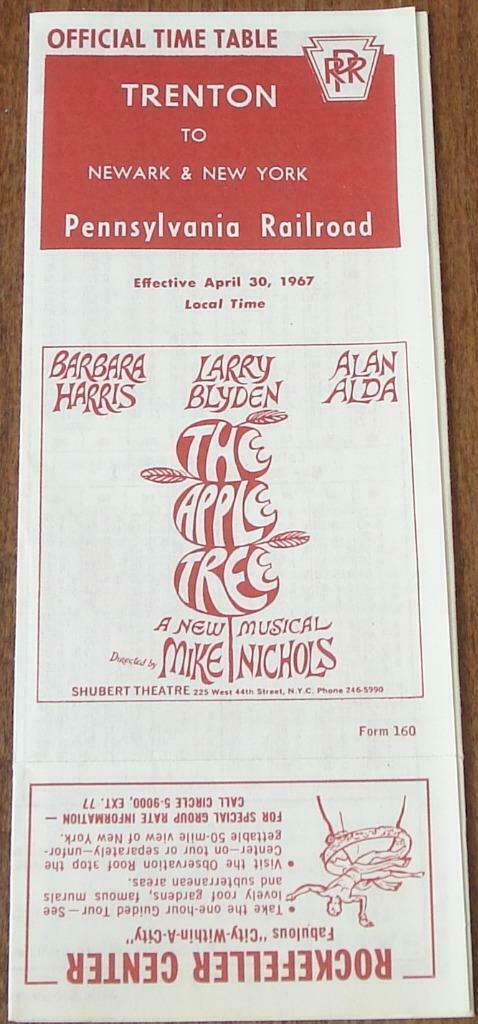 OFFICIAL TIME TABLE
PRR
TRENTON
TO
NEWARK & NEW YORK
Pennsylvania Railroad
Effective April 30, 1967
Local Time
BARBARA HARRIS
LARRY BLYDEN
ALAN ALDA
THE
APPLE
TREE
A NEW MUSICAL
Directed by MIKE NICHOLS
SHUBERT THEATRE 225 West 44th Street, N.Y.C. Phone 246-5990
Form 160
ROCKEFELLER CENTER
Fabulous "City-Within-A-City"
• Take the one-hour Guided Tour—See
lovely roof gardens, famous murals
and subterranean areas.
• Visit the Observation Roof atop the
Center—on tour or separately—unfor-
gettable 50-mile view of New York.
FOR SPECIAL GROUP RATE INFORMATION —
CALL CIRCLE 5-9000, EXT. 77